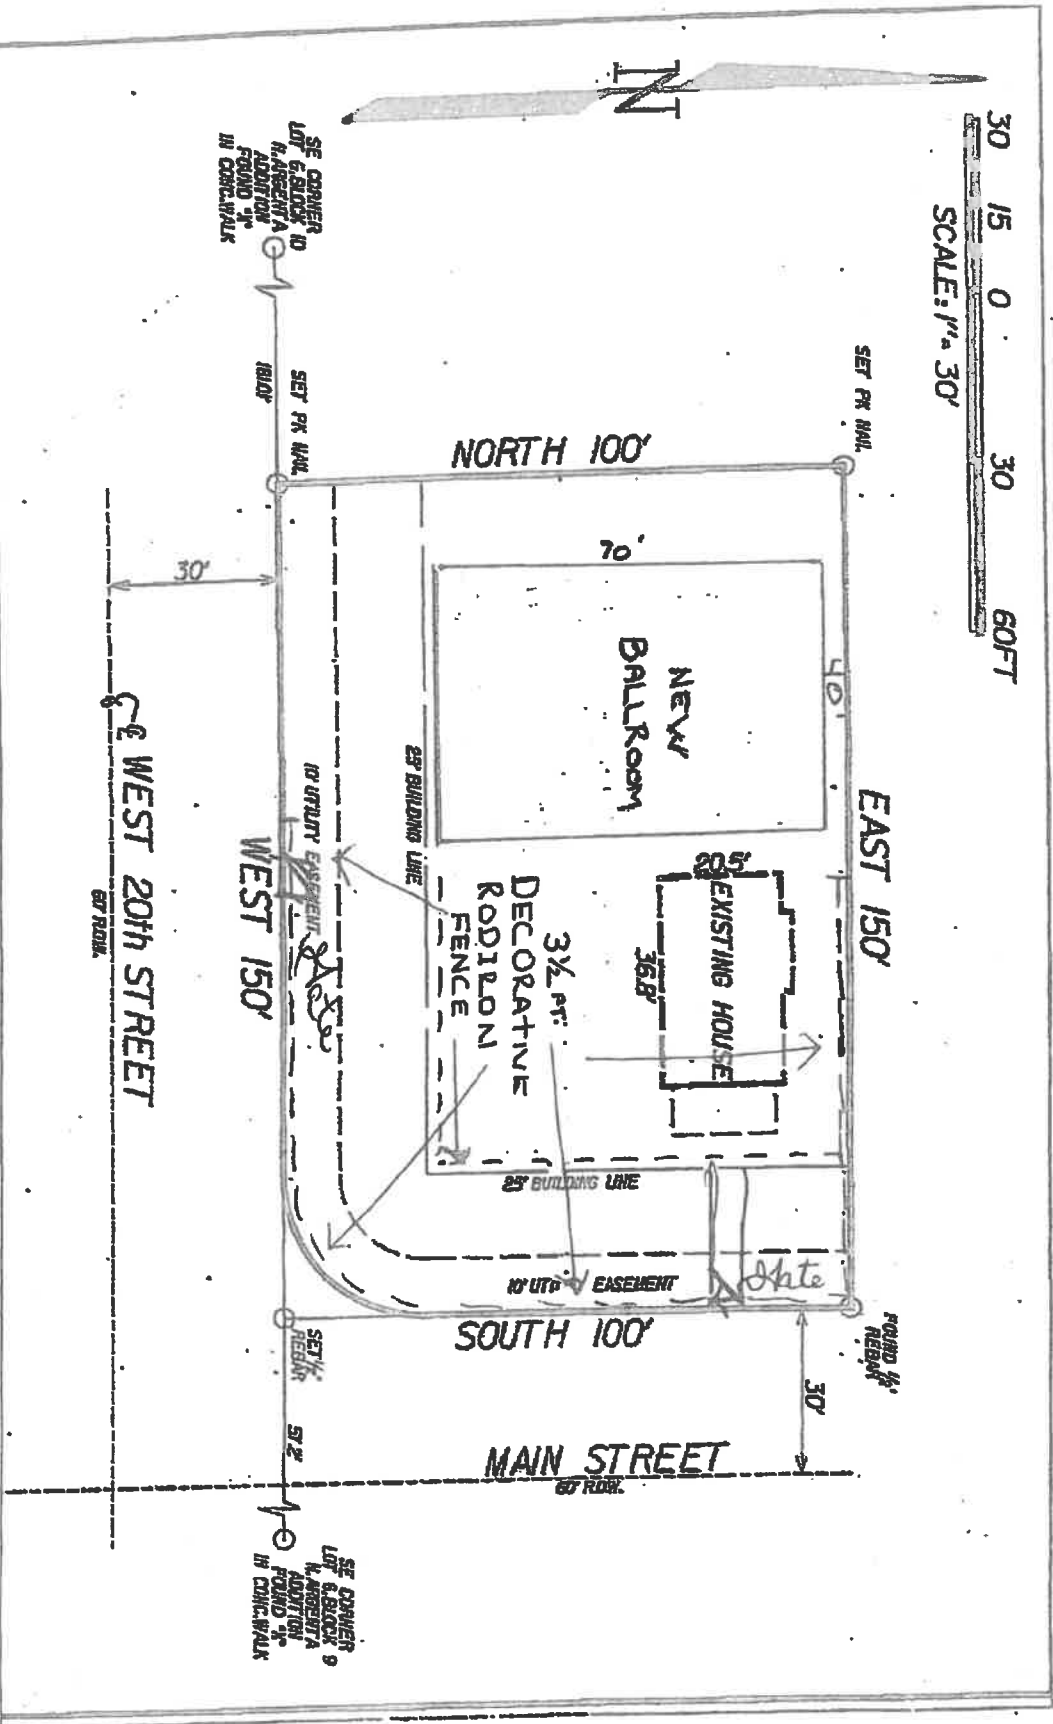 N
30 15 0 30 60FT
SCALE: 1"= 30'
SET PK NAIL
SE CORNER
LOT 6, BLOCK 10
N. ARGENTA
ADDITION
FOUND "X"
IN CONC. WALK
SET PK NAIL
NORTH 100'
EAST 150'
70'
40'
NEW
BALLROOM
20.5'
EXISTING HOUSE
36.8'
3½ FT.
DECORATIVE
RODIRON
FENCE
25' BUILDING LINE
25' BUILDING LINE
10' UTILITY EASEMENT
Gate
10' UTI EASEMENT
Gate
WEST 150'
SOUTH 100'
30'
30'
FOUND ½"
REBAR
SET ½"
REBAR
51.2'
℄ WEST 20th STREET
60' R.O.W.
MAIN STREET
60' R.O.W.
SE CORNER
LOT 6, BLOCK 9
N. ARGENTA
ADDITION
FOUND "X"
IN CONC. WALK